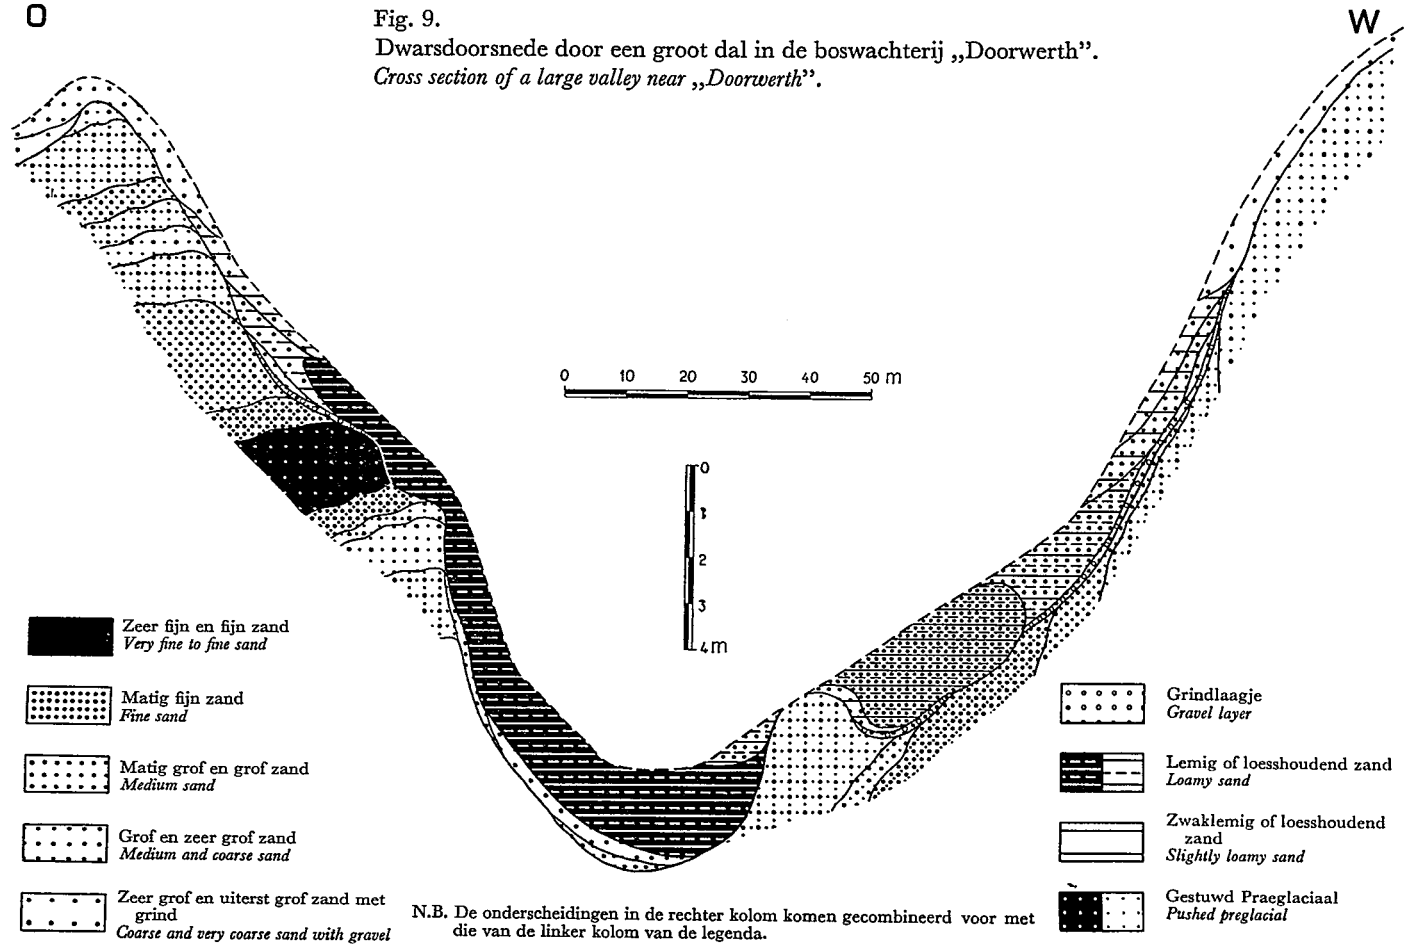 O
W
Fig. 9.
Dwarsdoorsnede door een groot dal in de boswachterij „Doorwerth”.
Cross section of a large valley near „Doorwerth”.
0 10 20 30 40 50 m
0
1
2
3
4 m
Zeer fijn en fijn zand
Very fine to fine sand
Matig fijn zand
Fine sand
Matig grof en grof zand
Medium sand
Grof en zeer grof zand
Medium and coarse sand
Zeer grof en uiterst grof zand met
grind
Coarse and very coarse sand with gravel
Grindlaagje
Gravel layer
Lemig of loesshoudend zand
Loamy sand
Zwaklemig of loesshoudend
zand
Slightly loamy sand
Gestuwd Praeglaciaal
Pushed preglacial
N.B. De onderscheidingen in de rechter kolom komen gecombineerd voor met
die van de linker kolom van de legenda.